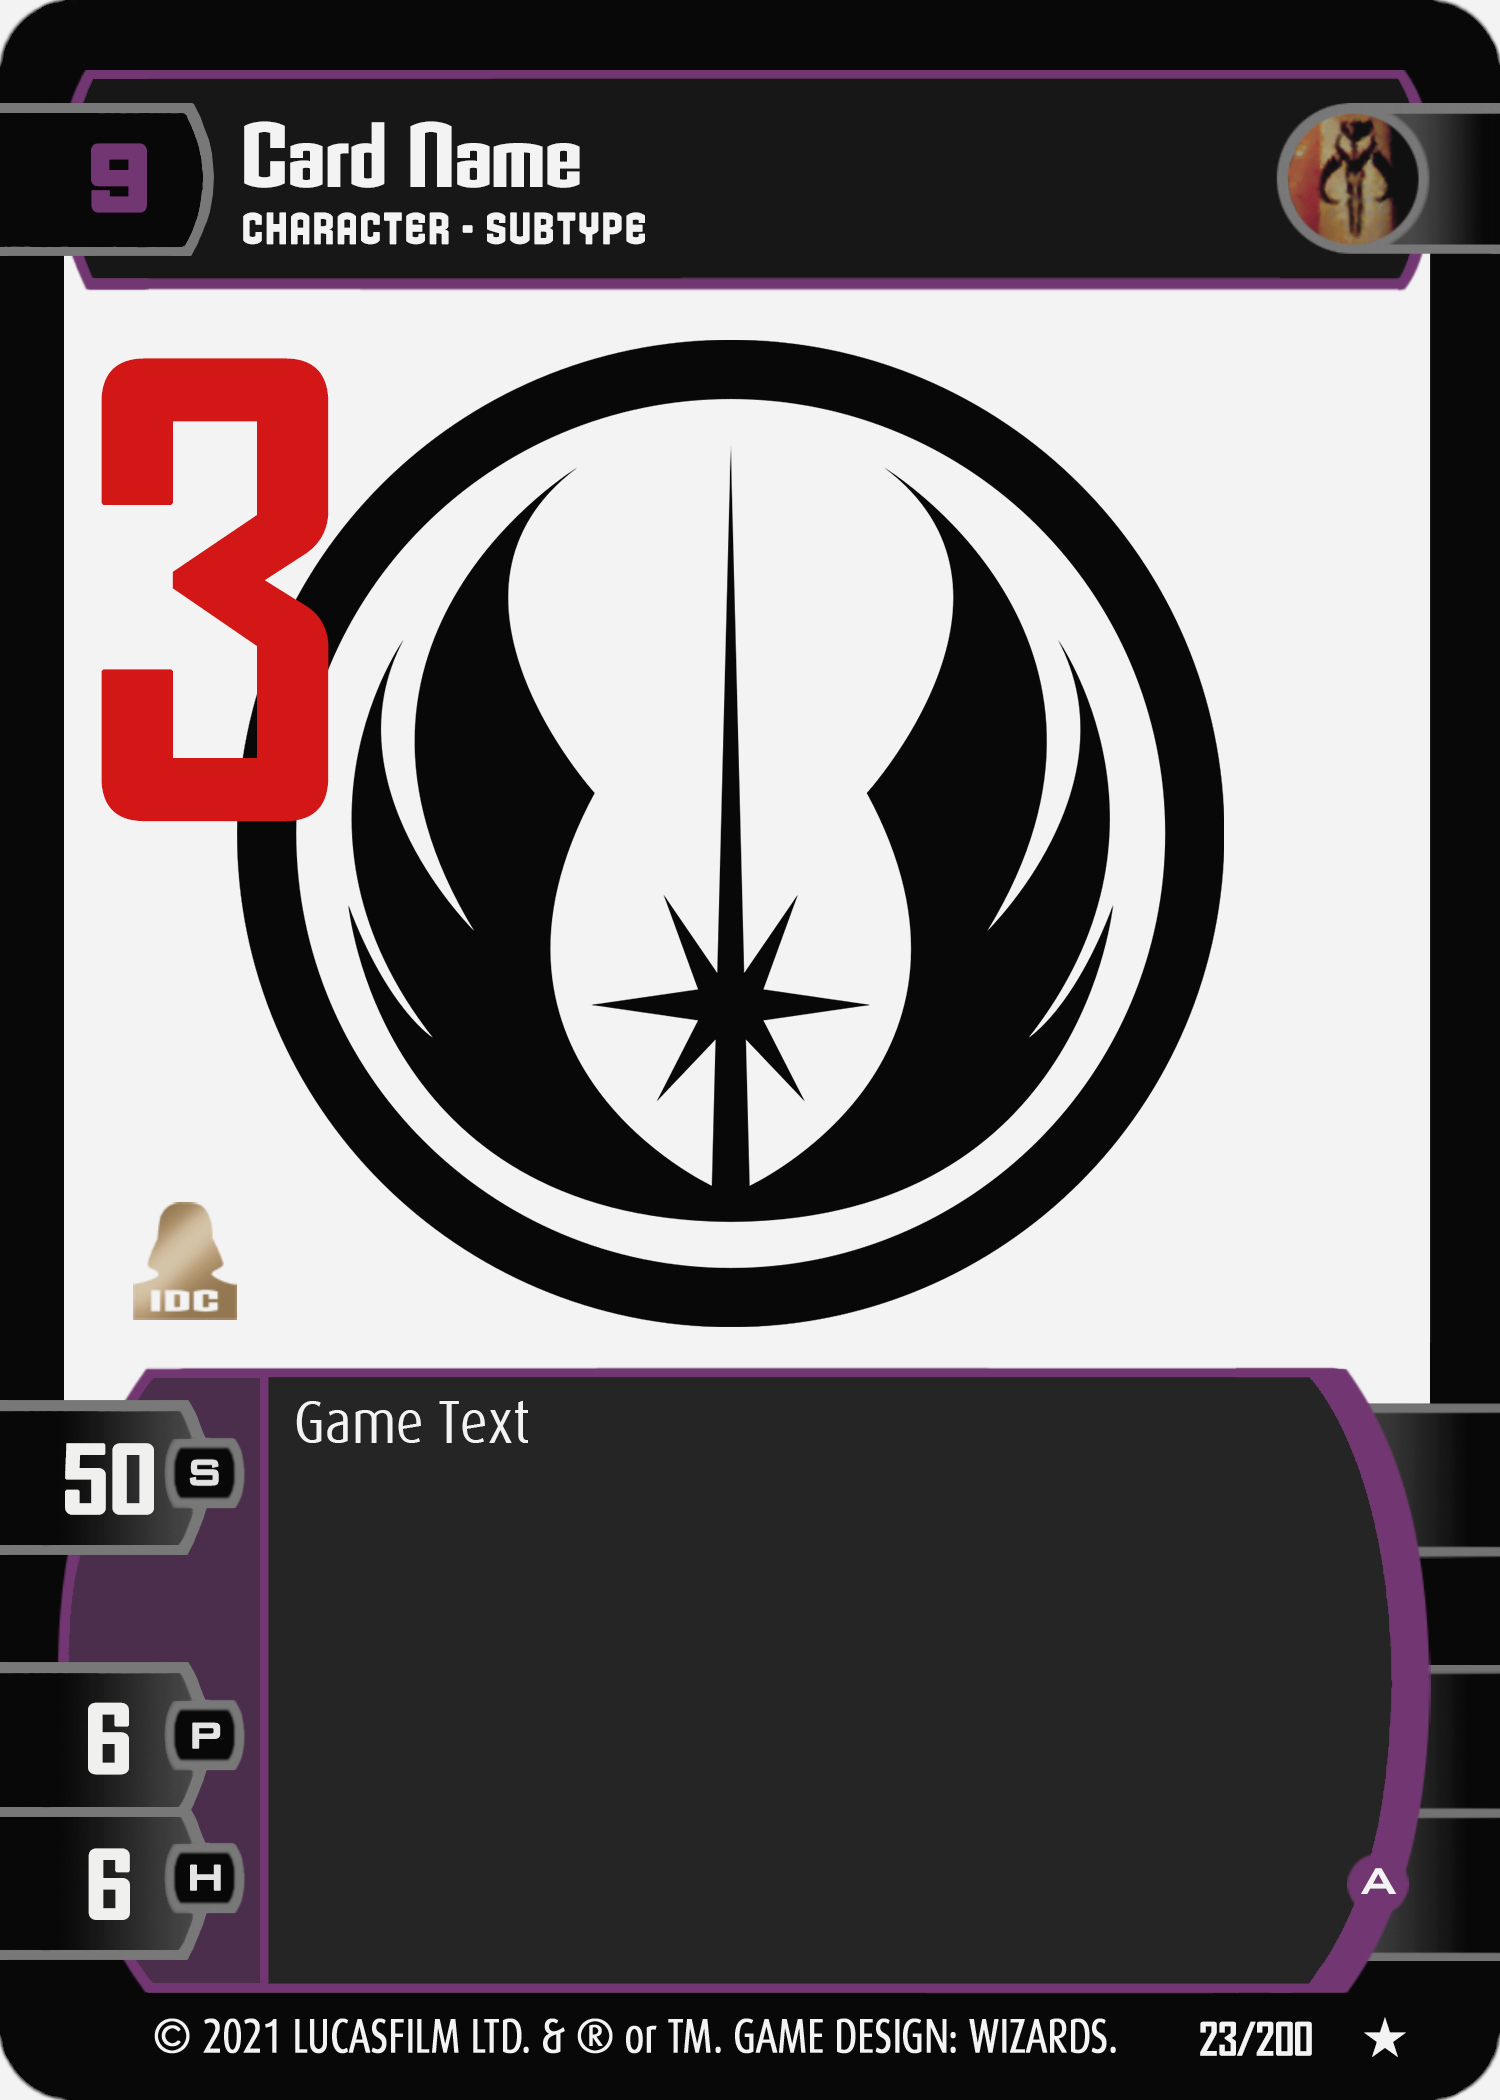 9
Card Name
CHARACTER - SUBTYPE
3
IDC
Game Text
50 S
6 P
6 H
A
© 2021 LUCASFILM LTD. & ® or TM. GAME DESIGN: WIZARDS. 23/200 ★